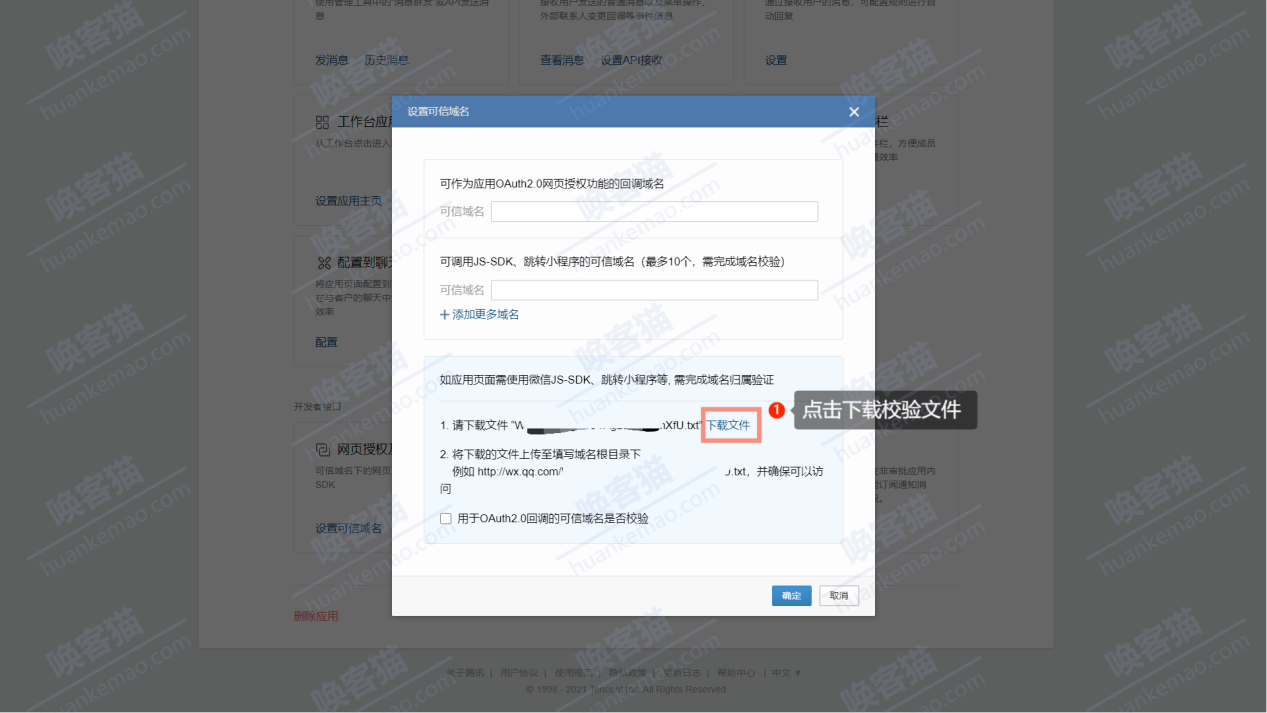 使用管理工具中的"消息群发"或API发送消
息
接收用户发送的普通消息以及菜单操作,
外部联系人变更回调等事件信息
通过接收用户的消息,可配置规则进行自
动回复
发消息 历史消息
查看消息 设置API接收
设置
设置可信域名
工作台应
栏
从工作台点击进入
栏,方便成员
效率
设置应用主页
可作为应用OAuth2.0网页授权功能的回调域名
可信域名
可调用JS-SDK、跳转小程序的可信域名(最多10个,需完成域名校验)
可信域名
添加更多域名
配置到聊
将应用页面配置到
在与客户的聊天中
效率
配置
如应用页面需使用微信JS-SDK、跳转小程序等, 需完成域名归属验证
开发者接口
1 点击下载校验文件
1. 请下载文件 "W XfU.txt" 下载文件
2. 将下载的文件上传至填写域名根目录下
例如 http://wx.qq.com/ .txt,并确保可以访
问
用于OAuth2.0回调的可信域名是否校验
网页授权
可信域名下的网页
SDK
在非审批应用内
订阅通知消
设置可信域名
确定 取消
删除应用
关于腾讯 | 用户协议 | 使用规范 | 隐私政策 | 更新日志 | 帮助中心 | 中文
© 1998 - 2021 Tencent Inc. All Rights Reserved
唤客猫
huankemao.com